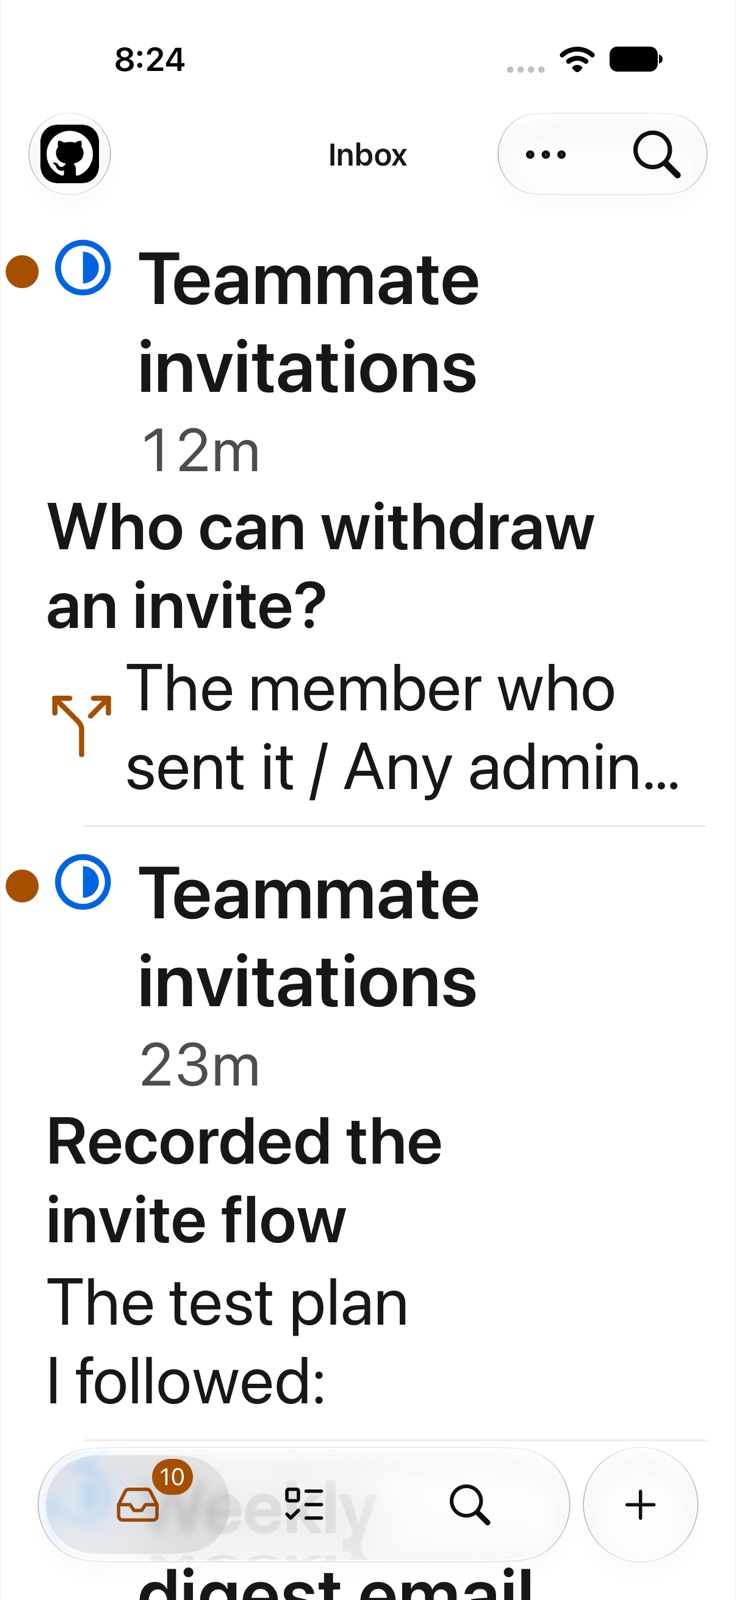 8:24
Inbox
Teammate
invitations
12m
Who can withdraw
an invite?
The member who
sent it / Any admin...
Teammate
invitations
23m
Recorded the
invite flow
The test plan
I followed:
10
Weekly
digest email